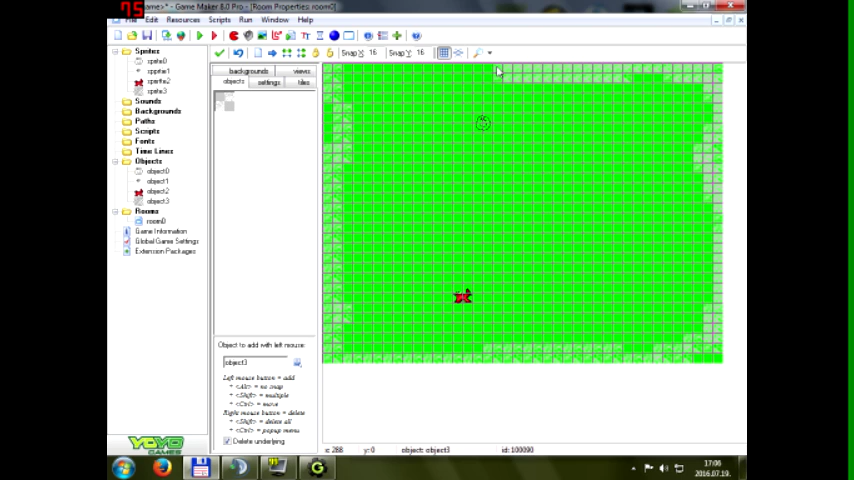 75
game>* - Game Maker 8.0 Pro - [Room Properties: room0]
File Edit Resources Scripts Run Window Help
Snap X: 16 Snap Y: 16
Sprites
sprite0
spprite1
sprite2
sprite3
Sounds
Backgrounds
Paths
Scripts
Fonts
Time Lines
Objects
object0
object1
object2
object3
Rooms
room0
Game Information
Global Game Settings
Extension Packages
backgrounds views
objects settings tiles
Object to add with left mouse:
object3
Left mouse button = add
+ <Alt> = no snap
+ <Shift> = multiple
+ <Ctrl> = move
Right mouse button = delete
+ <Shift> = delete all
+ <Ctrl> = popup menu
Delete underlying
YOYO
GAMES
x: 288 y: 0 object: object3 id: 100090
17:06
2016.07.19.